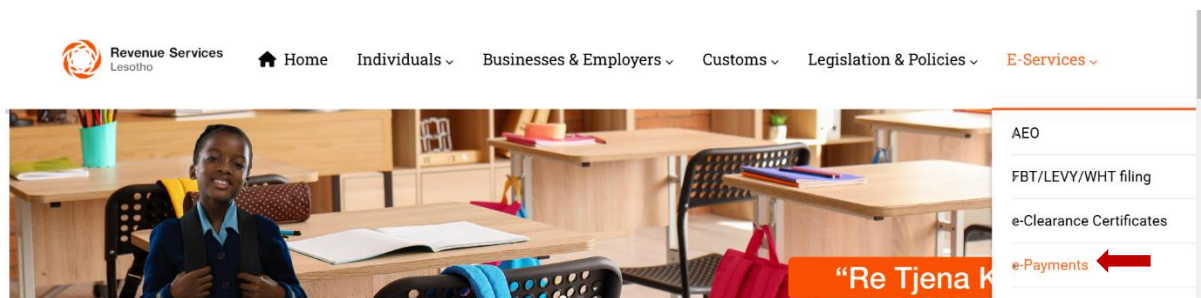 Revenue Services
Lesotho
Home Individuals Businesses & Employers Customs Legislation & Policies E-Services
AEO
FBT/LEVY/WHT filing
e-Clearance Certificates
e-Payments
“Re Tjena K